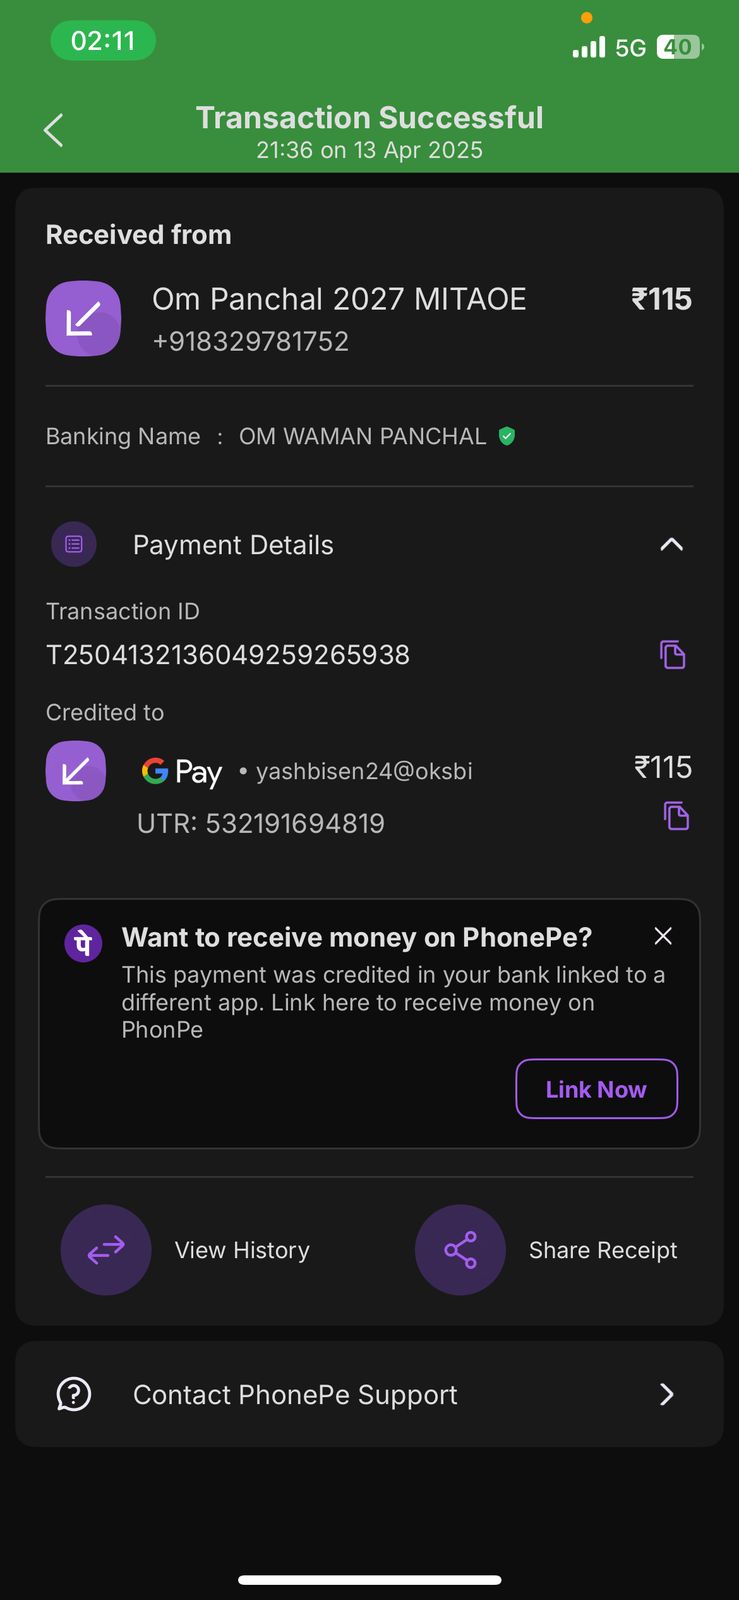 02:11
5G 40
Transaction Successful
21:36 on 13 Apr 2025
Received from
Om Panchal 2027 MITAOE ₹115
+918329781752
Banking Name : OM WAMAN PANCHAL
Payment Details
Transaction ID
T2504132136049259265938
Credited to
G Pay • yashbisen24@oksbi ₹115
UTR: 532191694819
पे Want to receive money on PhonePe?
This payment was credited in your bank linked to a
different app. Link here to receive money on
PhonPe
Link Now
View History Share Receipt
Contact PhonePe Support